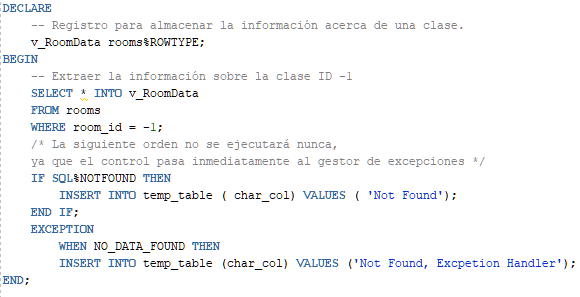 DECLARE
-- Registro para almacenar la información acerca de una clase.
v_RoomData rooms%ROWTYPE;
BEGIN
-- Extraer la información sobre la clase ID -1
SELECT * INTO v_RoomData
FROM rooms
WHERE room_id = -1;
/* La siguiente orden no se ejecutará nunca,
ya que el control pasa inmediatamente al gestor de excepciones */
IF SQL%NOTFOUND THEN
INSERT INTO temp_table ( char_col) VALUES ( 'Not Found');
END IF;
EXCEPTION
WHEN NO_DATA_FOUND THEN
INSERT INTO temp_table (char_col) VALUES ('Not Found, Excpetion Handler');
END;